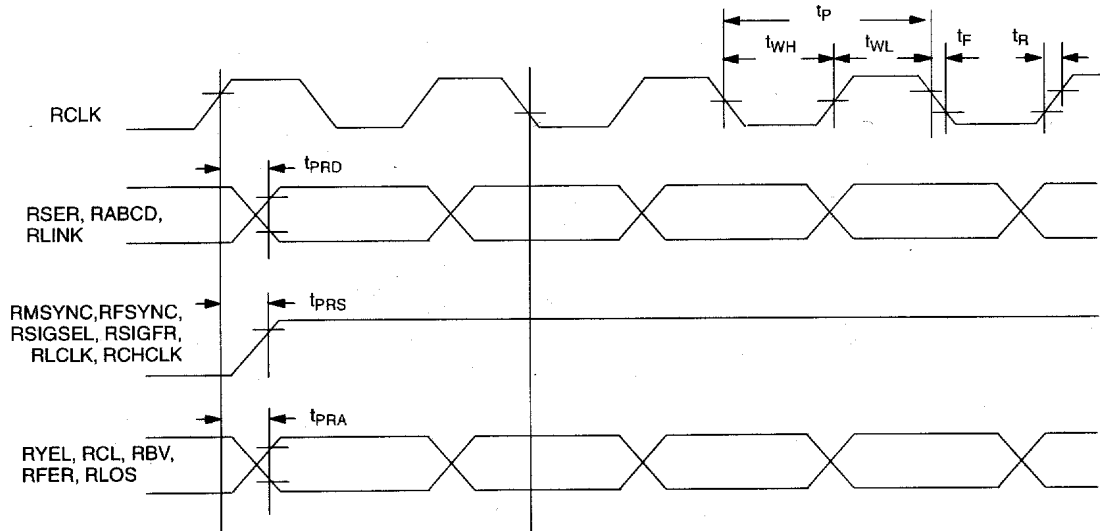 tP
tWH
tWL
tF
tR
RCLK
tPRD
RSER, RABCD,
RLINK
tPRS
RMSYNC,RFSYNC,
RSIGSEL, RSIGFR,
RLCLK, RCHCLK
tPRA
RYEL, RCL, RBV,
RFER, RLOS